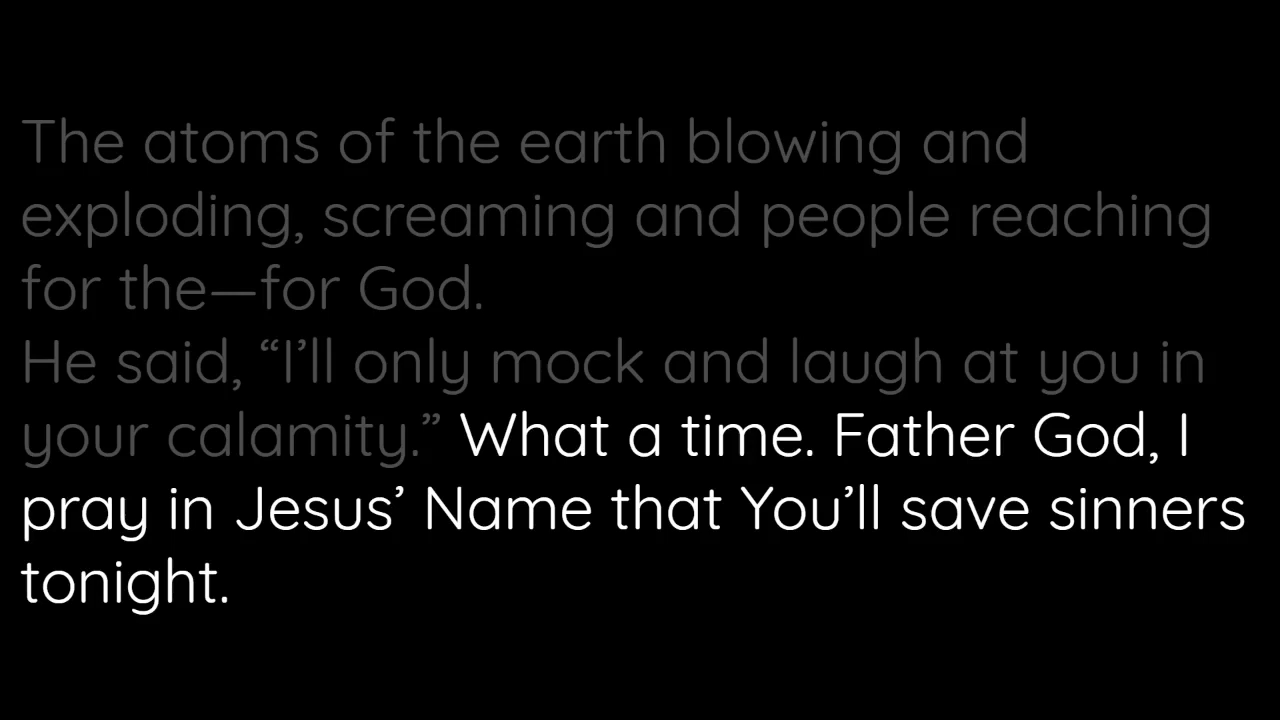 The atoms of the earth blowing and
exploding, screaming and people reaching
for the—for God.
He said, “I’ll only mock and laugh at you in
your calamity.” What a time. Father God, I
pray in Jesus’ Name that You’ll save sinners
tonight.